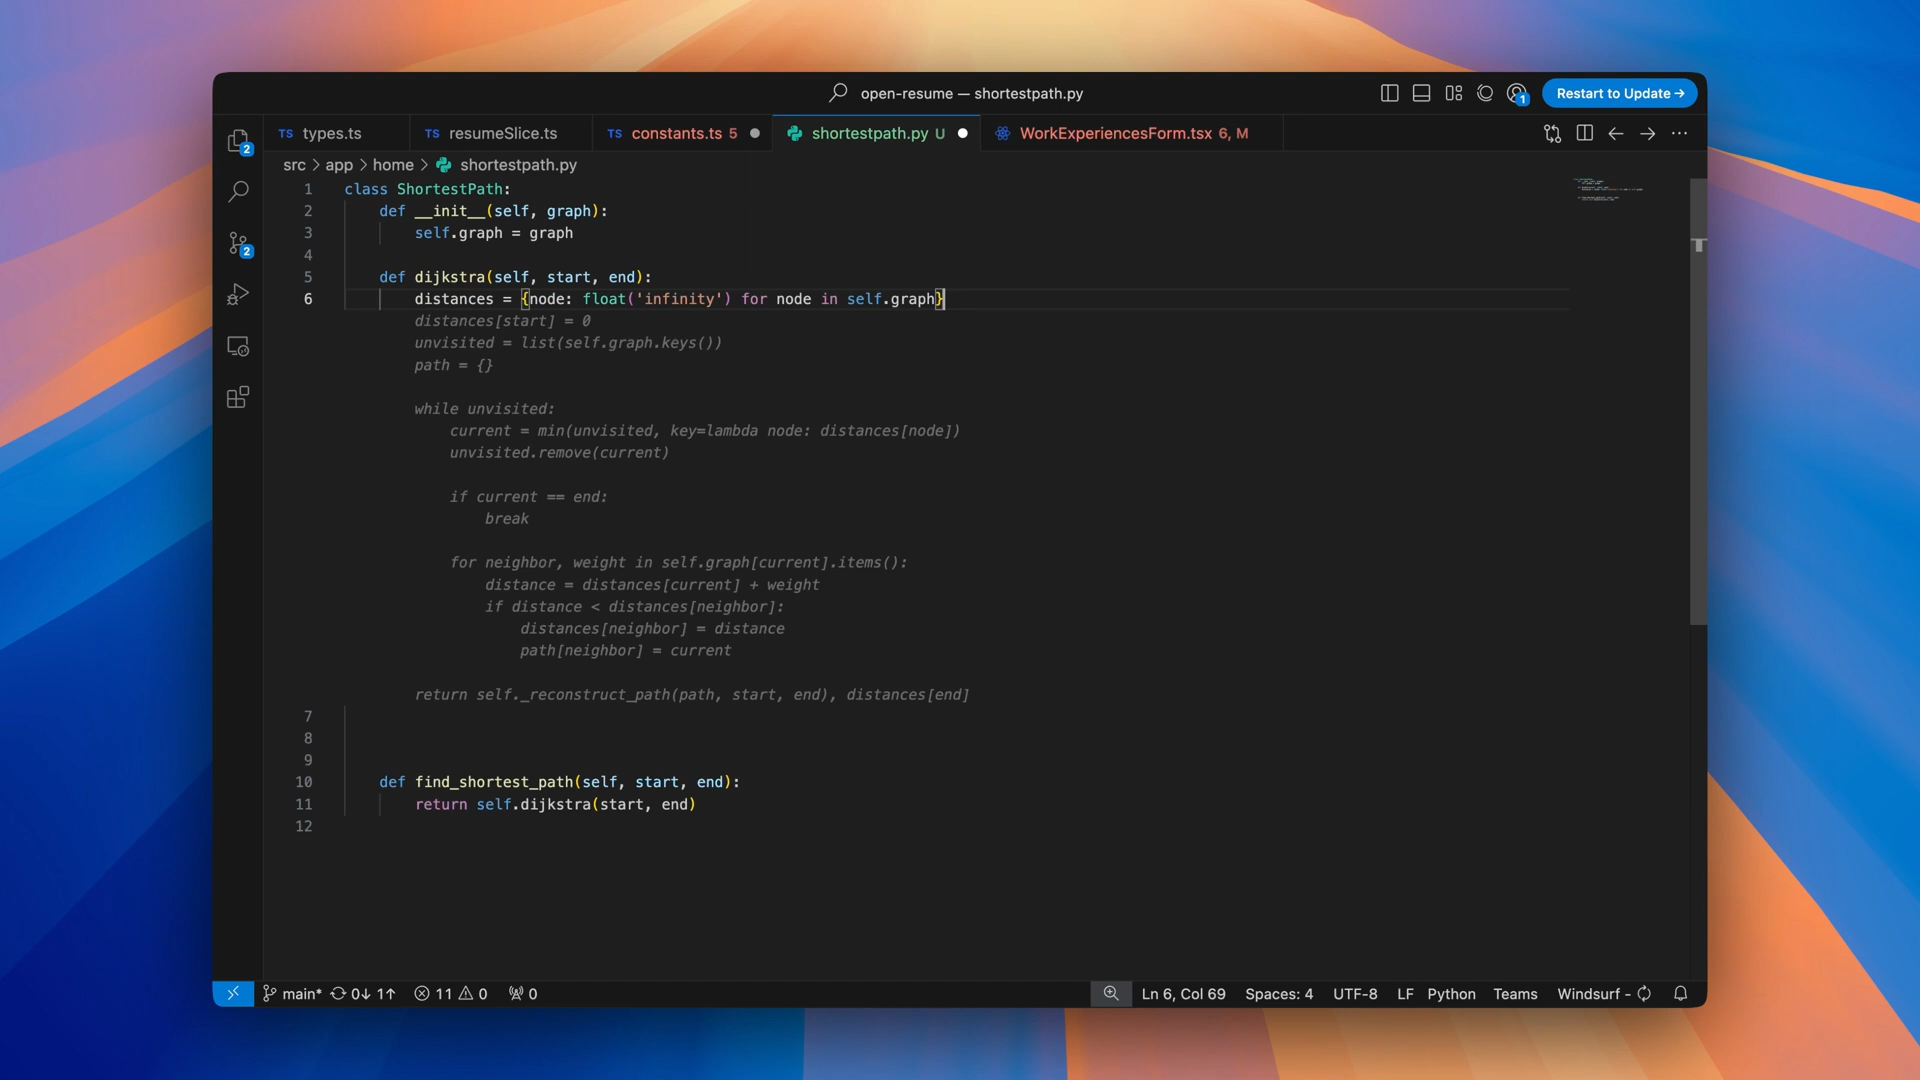 open-resume — shortestpath.py
1
Restart to Update →
2
TS types.ts
TS resumeSlice.ts
TS constants.ts 5
shortestpath.py U
WorkExperiencesForm.tsx 6, M
src > app > home > shortestpath.py
1 class ShortestPath:
2 def __init__(self, graph):
3 self.graph = graph
4
5 def dijkstra(self, start, end):
6 distances = {node: float('infinity') for node in self.graph}
distances[start] = 0
unvisited = list(self.graph.keys())
path = {}
while unvisited:
current = min(unvisited, key=lambda node: distances[node])
unvisited.remove(current)
if current == end:
break
for neighbor, weight in self.graph[current].items():
distance = distances[current] + weight
if distance < distances[neighbor]:
distances[neighbor] = distance
path[neighbor] = current
return self._reconstruct_path(path, start, end), distances[end]
7
8
9
10 def find_shortest_path(self, start, end):
11 return self.dijkstra(start, end)
12
2
main* 0↓ 1↑ 11 0 0
Ln 6, Col 69 Spaces: 4 UTF-8 LF Python Teams Windsurf -